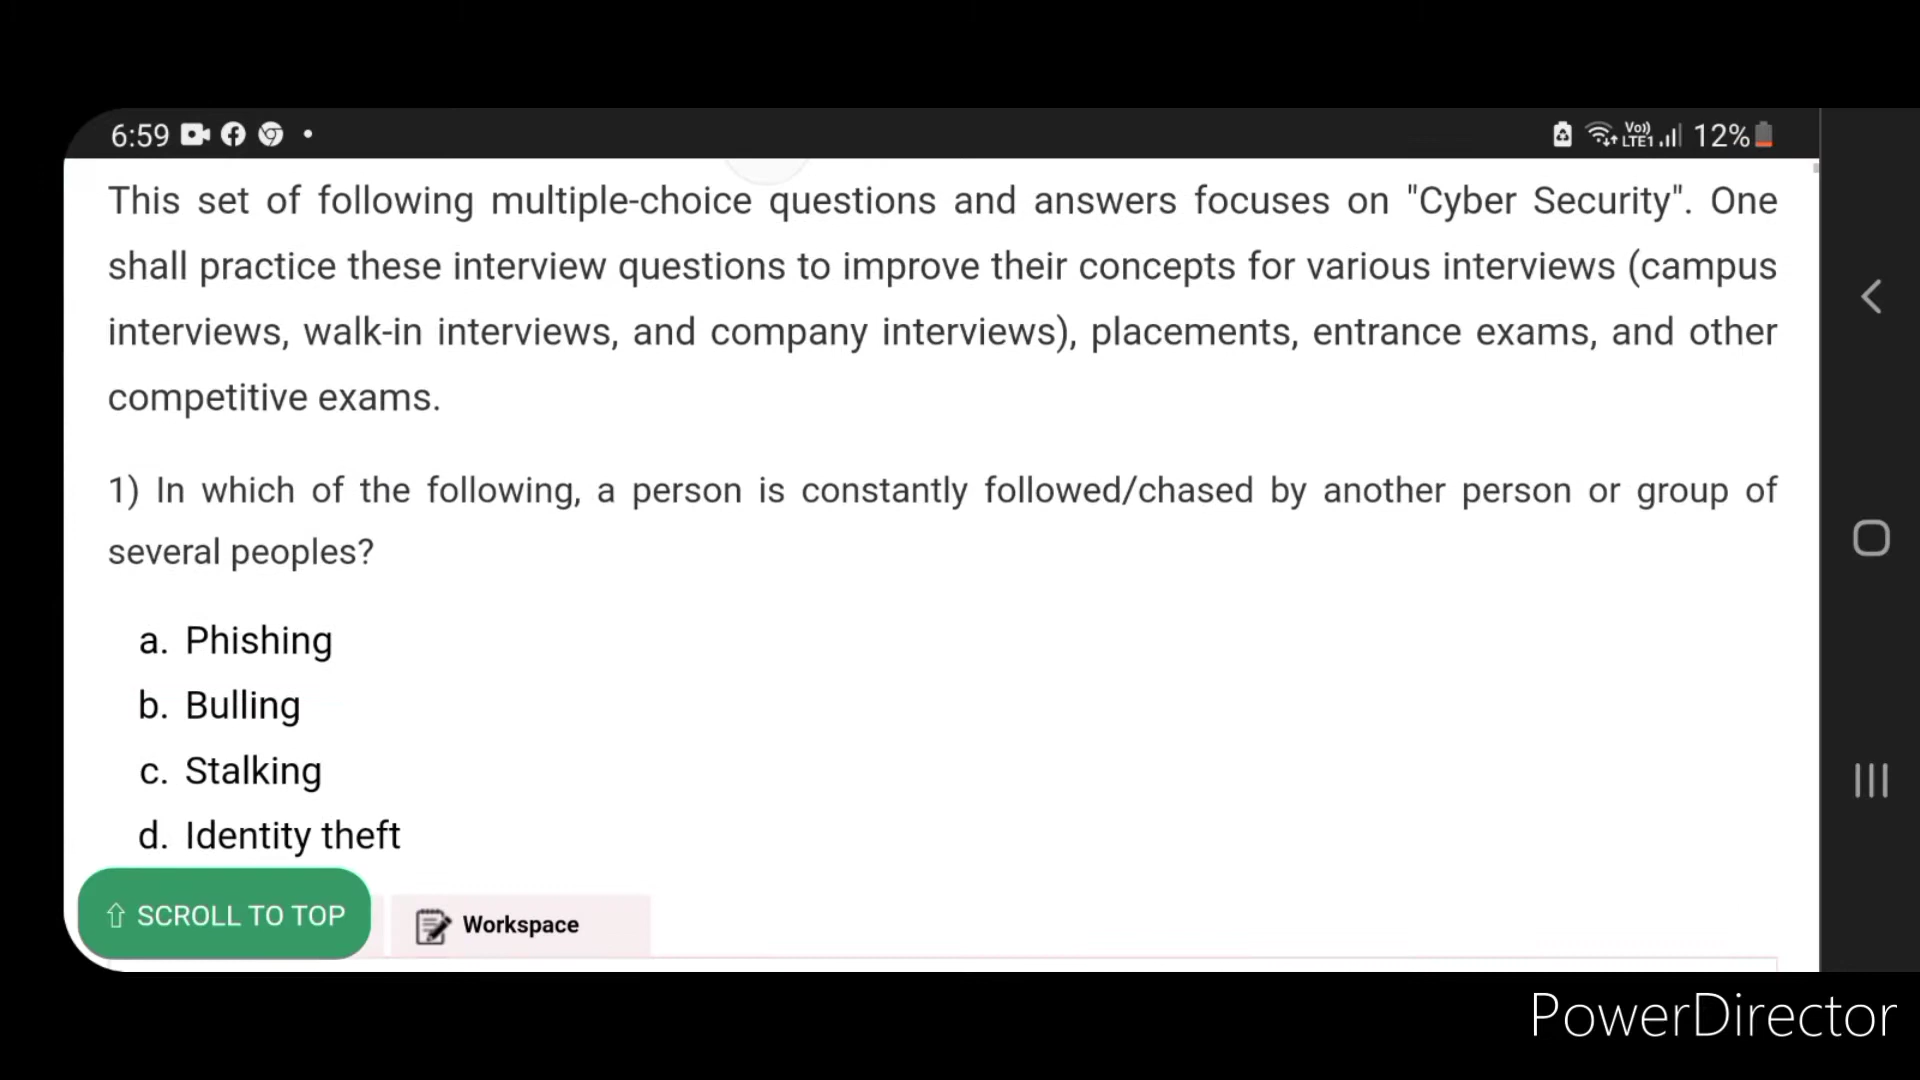 6:59 Vo)) LTE1 12%
This set of following multiple-choice questions and answers focuses on "Cyber Security". One
shall practice these interview questions to improve their concepts for various interviews (campus
interviews, walk-in interviews, and company interviews), placements, entrance exams, and other
competitive exams.
1) In which of the following, a person is constantly followed/chased by another person or group of
several peoples?
a. Phishing
b. Bulling
c. Stalking
d. Identity theft
SCROLL TO TOP
Workspace
PowerDirector